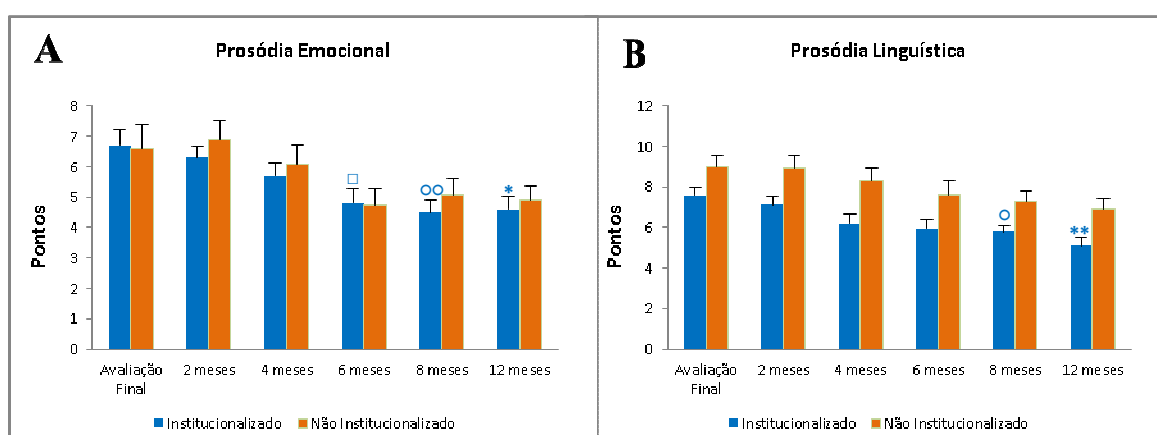 A
Prosódia Emocional
Pontos
8
7
6
5
4
3
2
1
0
□
○○
*
Avaliação Final
2 meses
4 meses
6 meses
8 meses
12 meses
Institucionalizado
Não Institucionalizado
B
Prosódia Linguística
Pontos
12
10
8
6
4
2
0
○
**
Avaliação Final
2 meses
4 meses
6 meses
8 meses
12 meses
Institucionalizado
Não Institucionalizado